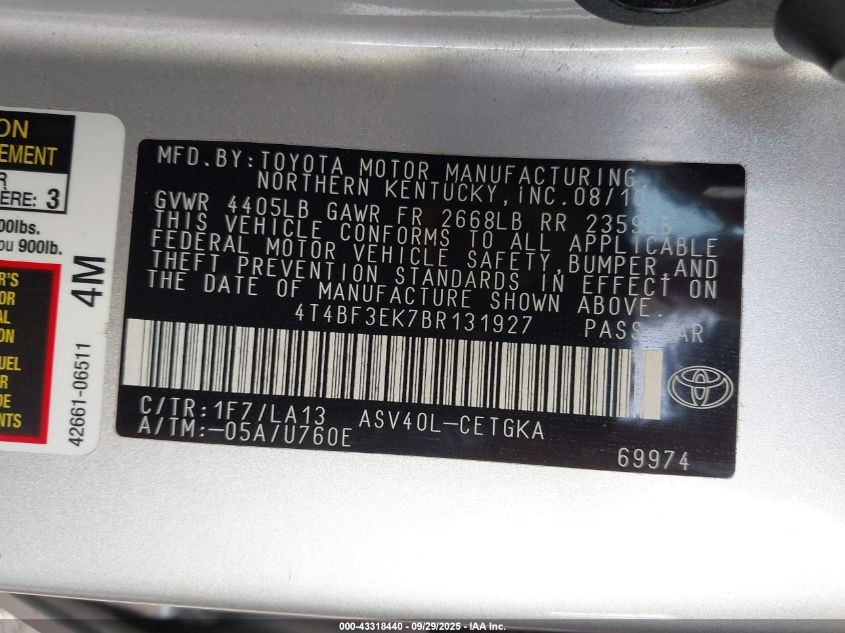 ON
EMENT
R
ERE: 3
00lbs.
ou 900lb.
R'S
OR
AL
ION
UEL
R
DE
NTS
4M
42661-06511
MFD.BY:TOYOTA MOTOR MANUFACTURING,
NORTHERN KENTUCKY,INC.08/10
GVWR 4405LB GAWR FR 2668LB RR 2359LB
THIS VEHICLE CONFORMS TO ALL APPLICABLE
FEDERAL MOTOR VEHICLE SAFETY,BUMPER,AND
THEFT PREVENTION STANDARDS IN EFFECT ON
THE DATE OF MANUFACTURE SHOWN ABOVE.
4T4BF3EK7BR131927 PASS CAR
C/TR:1F7/LA13 ASV40L-CETGKA
A/TM:-05A/U760E
69974
000-43318440 - 09/29/2025 - IAA Inc.